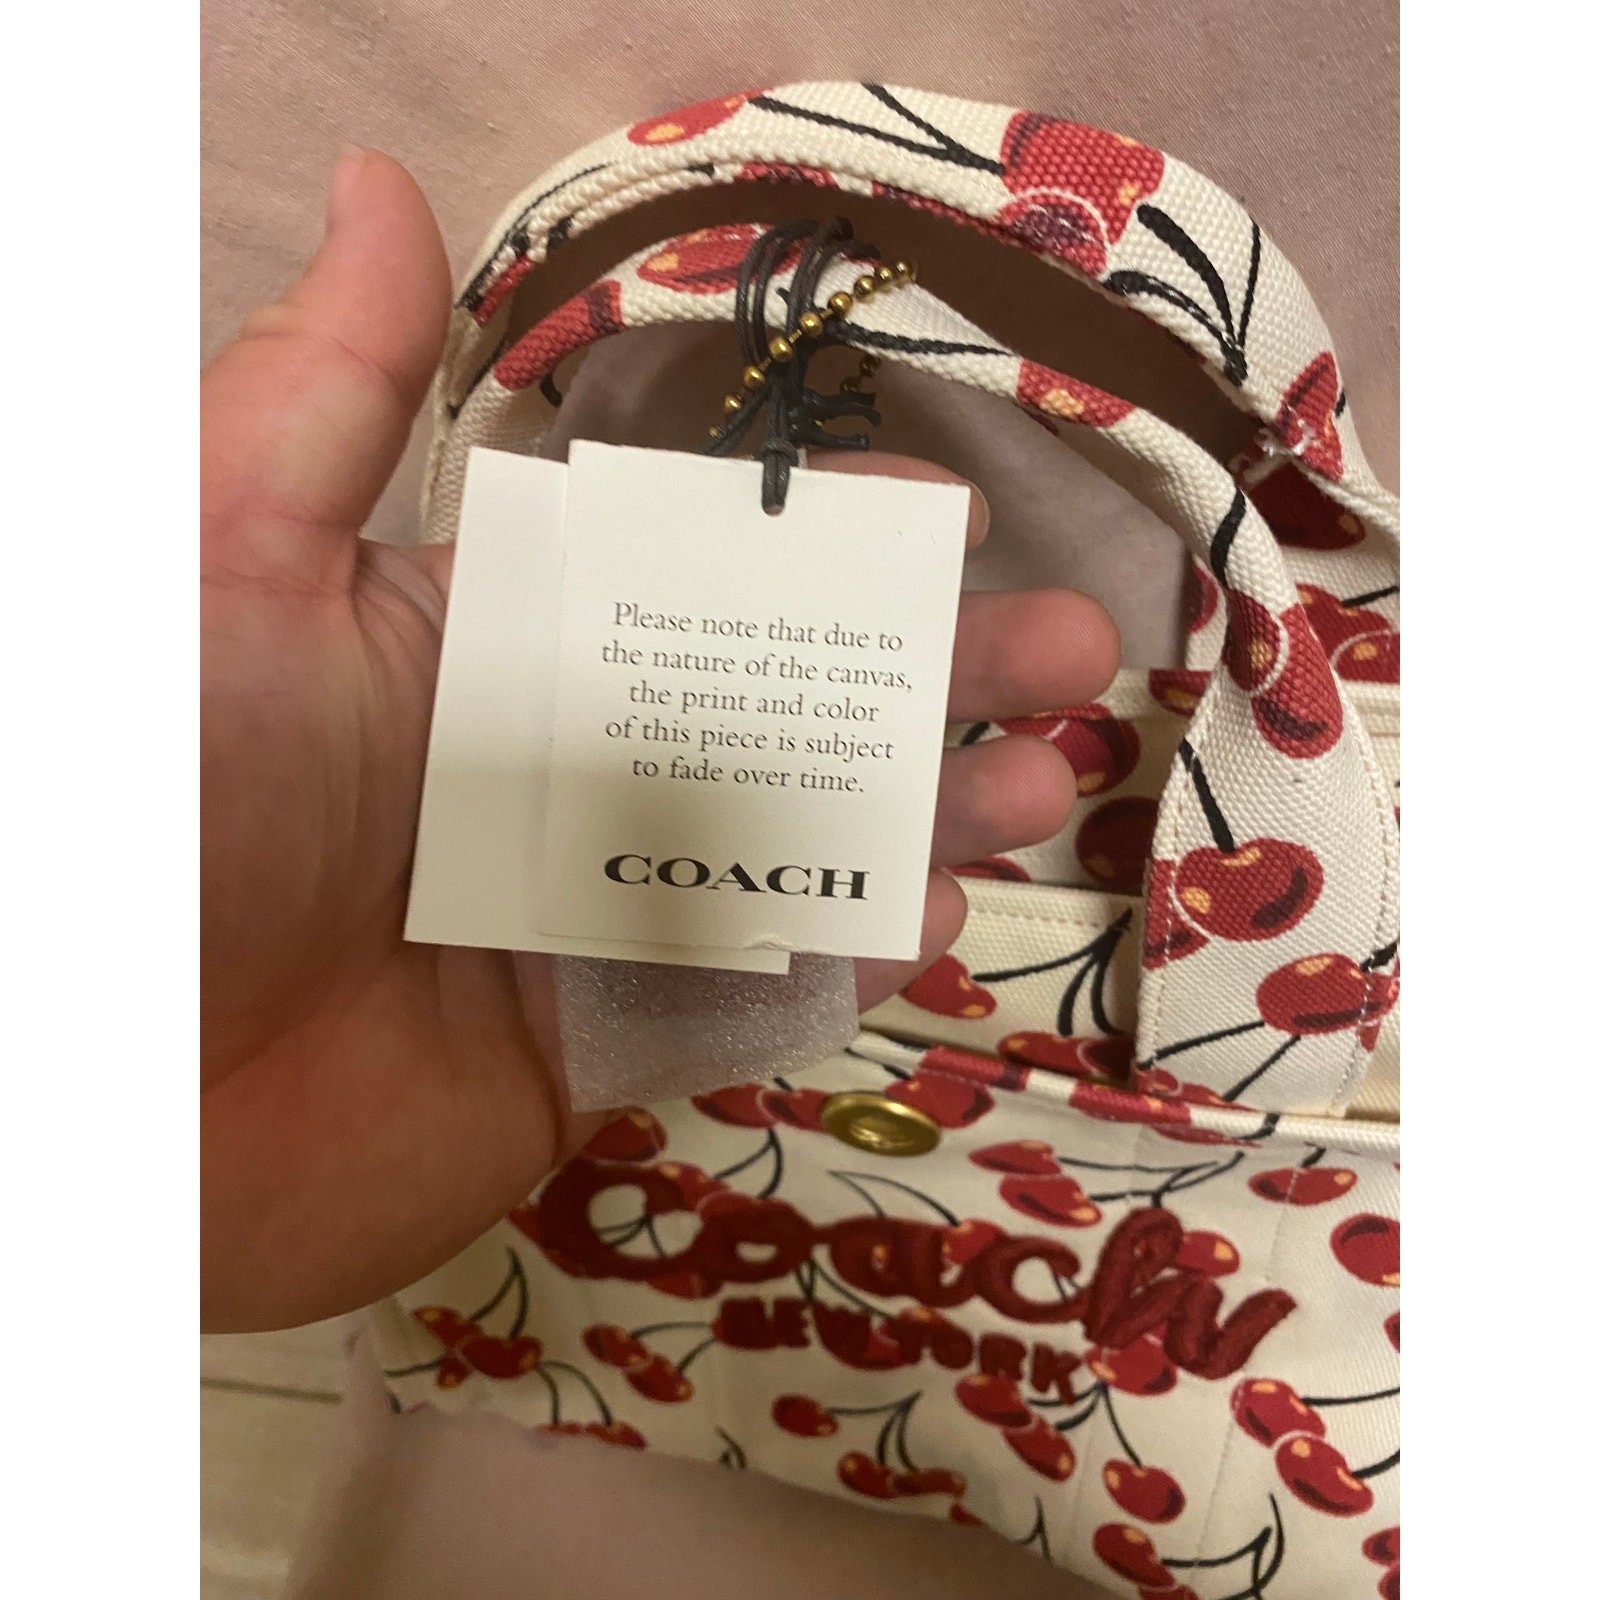 Please note that due to
the nature of the canvas,
the print and color
of this piece is subject
to fade over time.
COACH
Coach
NEW YORK